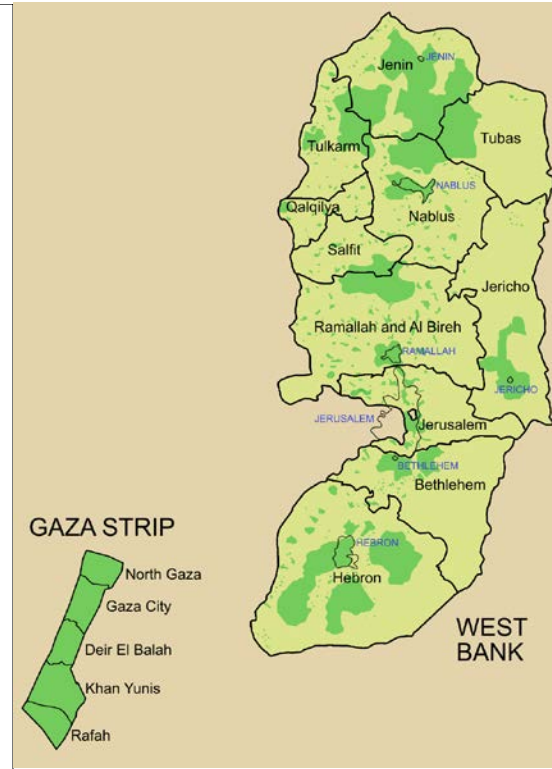 Jenin
JENIN
Tubas
Tulkarm
NABLUS
Qalqilya
Nablus
Salfit
Jericho
Ramallah and Al Bireh
RAMALLAH
JERICHO
JERUSALEM
Jerusalem
BETHLEHEM
Bethlehem
HEBRON
Hebron
GAZA STRIP
North Gaza
Gaza City
Deir El Balah
Khan Yunis
Rafah
WEST
BANK